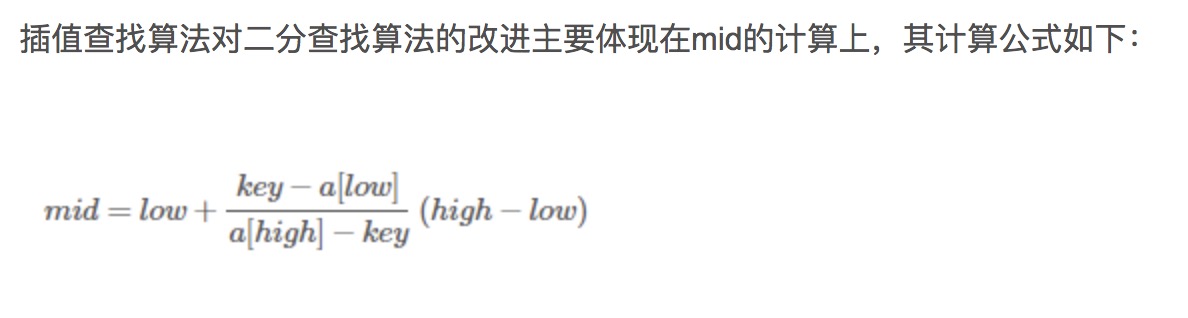 插值查找算法对二分查找算法的改进主要体现在mid的计算上，其计算公式如下：
mid = low + \frac{key - a[low]}{a[high] - key} (high - low)